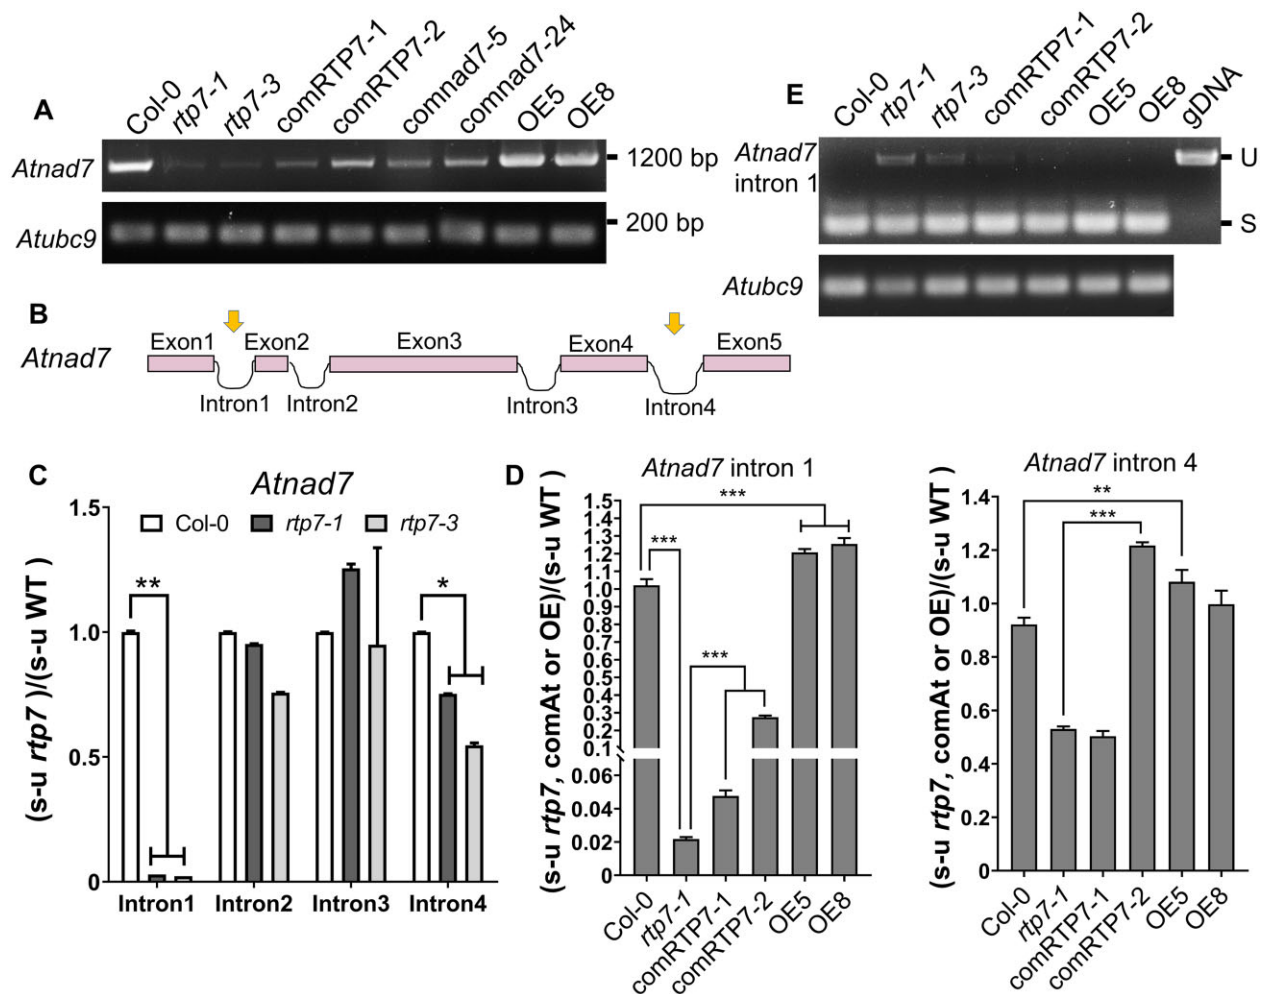 A
Col-0
rtp7-1
rtp7-3
comRTP7-1
comRTP7-2
comnad7-5
comnad7-24
OE5
OE8
Atnad7
1200 bp
Atubc9
200 bp
E
Col-0
rtp7-1
rtp7-3
comRTP7-1
comRTP7-2
OE5
OE8
gDNA
Atnad7
intron 1
U
S
Atubc9
B
Atnad7
Exon1
Exon2
Exon3
Exon4
Exon5
Intron1
Intron2
Intron3
Intron4
C
Atnad7
(s-u rtp7 )/(s-u WT )
Col-0
rtp7-1
rtp7-3
1.5
1.0
0.5
0
**
*
Intron1
Intron2
Intron3
Intron4
D
Atnad7 intron 1
(s-u rtp7, comAt or OE)/(s-u WT )
1.5
1.4
1.3
1.2
1.1
1.0
0.9
0.8
0.7
0.6
0.5
0.4
0.3
0.2
0.1
0.06
0.04
0.02
0
***
***
***
Col-0
rtp7-1
comRTP7-1
comRTP7-2
OE5
OE8
Atnad7 intron 4
(s-u rtp7, comAt or OE)/(s-u WT )
1.4
1.2
1.0
0.8
0.6
0.4
0.2
0
**
***
Col-0
rtp7-1
comRTP7-1
comRTP7-2
OE5
OE8